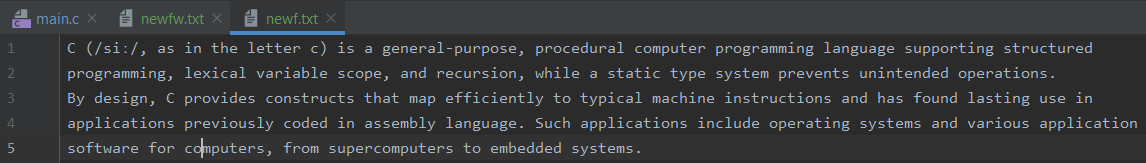 main.c newfw.txt newf.txt
1 C (/siː/, as in the letter c) is a general-purpose, procedural computer programming language supporting structured
2 programming, lexical variable scope, and recursion, while a static type system prevents unintended operations.
3 By design, C provides constructs that map efficiently to typical machine instructions and has found lasting use in
4 applications previously coded in assembly language. Such applications include operating systems and various application
5 software for computers, from supercomputers to embedded systems.